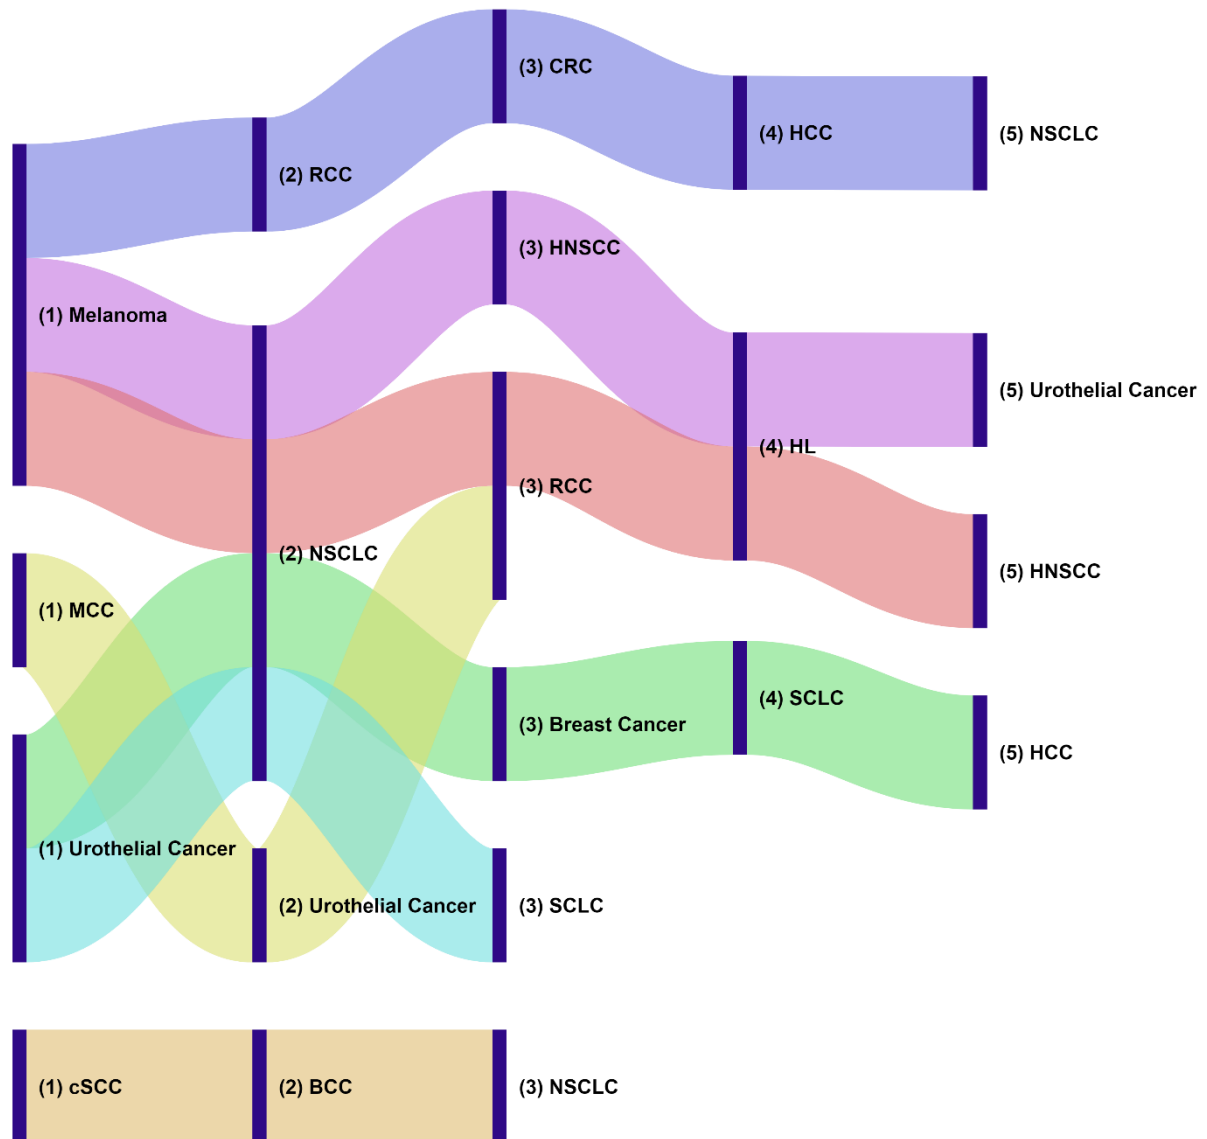 (1) Melanoma
(1) MCC
(1) Urothelial Cancer
(1) cSCC
(2) RCC
(2) NSCLC
(2) Urothelial Cancer
(2) BCC
(3) CRC
(3) HNSCC
(3) RCC
(3) Breast Cancer
(3) SCLC
(3) NSCLC
(4) HCC
(4) HL
(4) SCLC
(5) NSCLC
(5) Urothelial Cancer
(5) HNSCC
(5) HCC